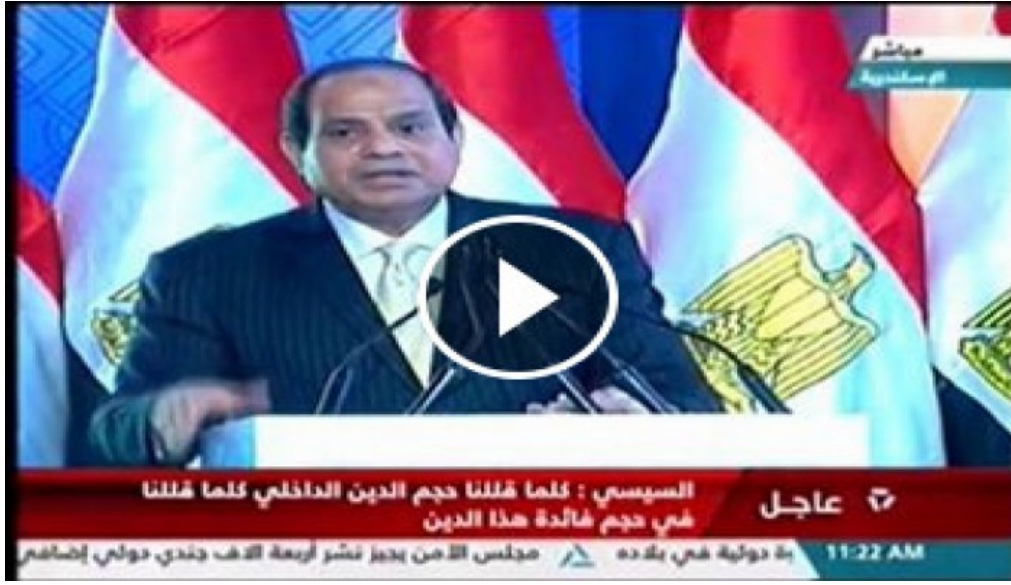 مباشر
الإسكندرية
عاجل
السيسي : كلما قللنا حجم الدين الداخلي كلما قللنا
في حجم فائدة هذا الدين
11:22 AM
ة دولية في بلاده مجلس الأمن يجيز نشر أربعة آلاف جندي دولي إضافي